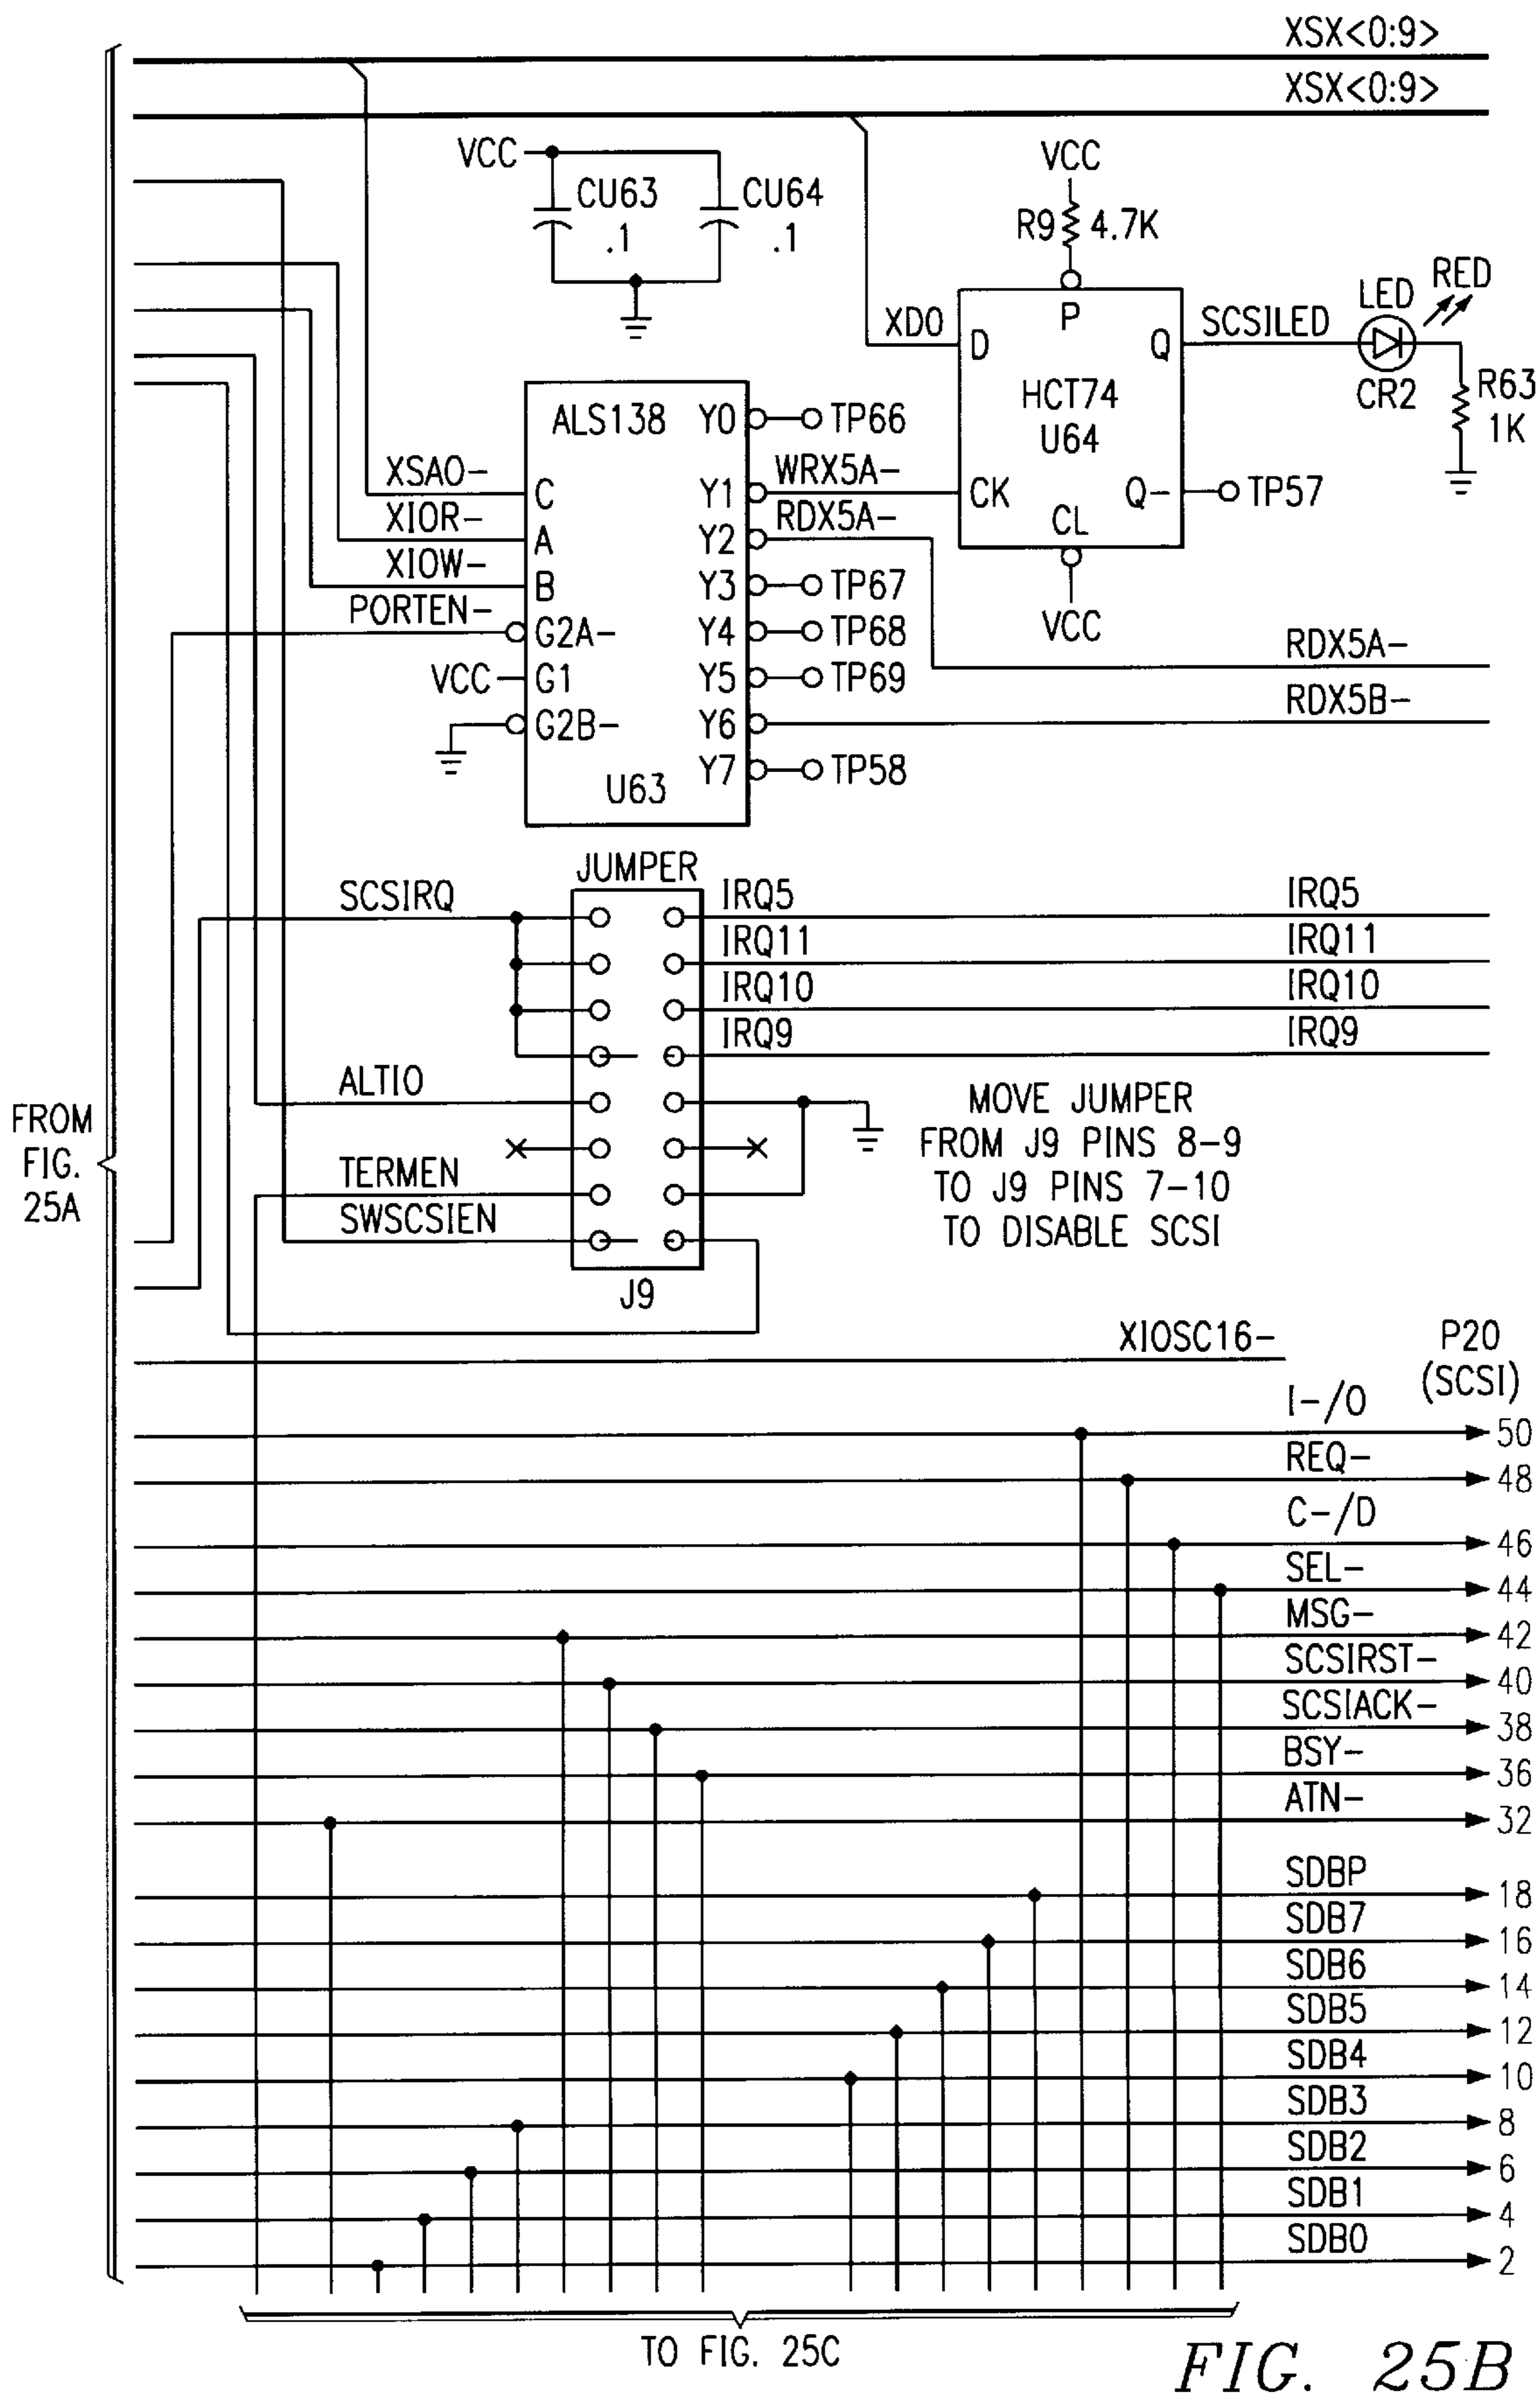 XSX<0:9>
XSX<0:9>
VCC
CU63
.1
CU64
.1
VCC
R9 4.7K
XD0
P
D
Q
HCT74
U64
CK
Q-
CL
VCC
TP57
SCSILED
LED
RED
CR2
R63
1K
ALS138
XSA0-
C
XIOR-
A
XIOW-
B
PORTEN-
G2A-
VCC
G1
G2B-
U63
Y0
TP66
Y1
WRX5A-
Y2
RDX5A-
Y3
TP67
Y4
TP68
Y5
TP69
Y6
Y7
TP58
RDX5A-
RDX5B-
JUMPER
SCSIRQ
IRQ5
IRQ5
IRQ11
IRQ11
IRQ10
IRQ10
IRQ9
IRQ9
ALTIO
TERMEN
SWSCSIEN
J9
MOVE JUMPER
FROM J9 PINS 8-9
TO J9 PINS 7-10
TO DISABLE SCSI
FROM
FIG.
25A
XIOSC16-
P20
(SCSI)
I-/O
50
REQ-
48
C-/D
46
SEL-
44
MSG-
42
SCSIRST-
40
SCSIACK-
38
BSY-
36
ATN-
32
SDBP
18
SDB7
16
SDB6
14
SDB5
12
SDB4
10
SDB3
8
SDB2
6
SDB1
4
SDB0
2
TO FIG. 25C
FIG. 25B